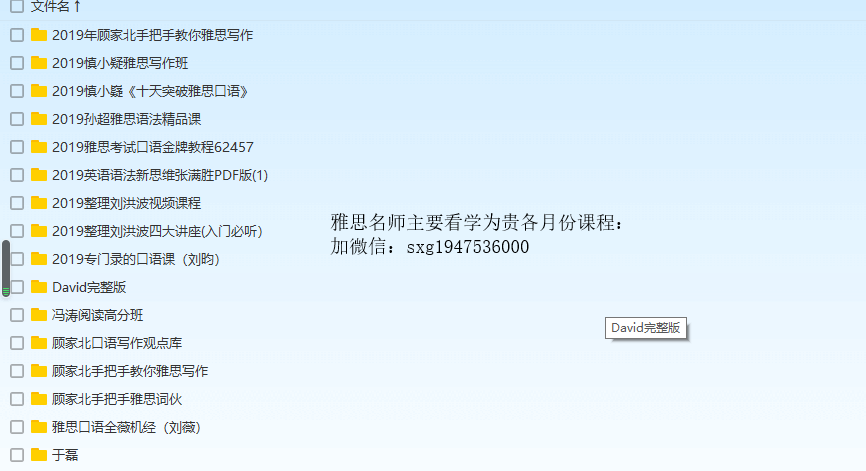 文件名↑
2019年顾家北手把手教你雅思写作
2019慎小疑雅思写作班
2019慎小嶷《十天突破雅思口语》
2019孙超雅思语法精品课
2019雅思考试口语金牌教程62457
2019英语语法新思维张满胜PDF版(1)
2019整理刘洪波视频课程
2019整理刘洪波四大讲座(入门必听）
2019专门录的口语课（刘昀）
David完整版
冯涛阅读高分班
顾家北口语写作观点库
顾家北手把手教你雅思写作
顾家北手把手雅思词伙
雅思口语全薇机经（刘薇）
于磊
雅思名师主要看学为贵各月份课程：
加微信：sxg1947536000
David完整版